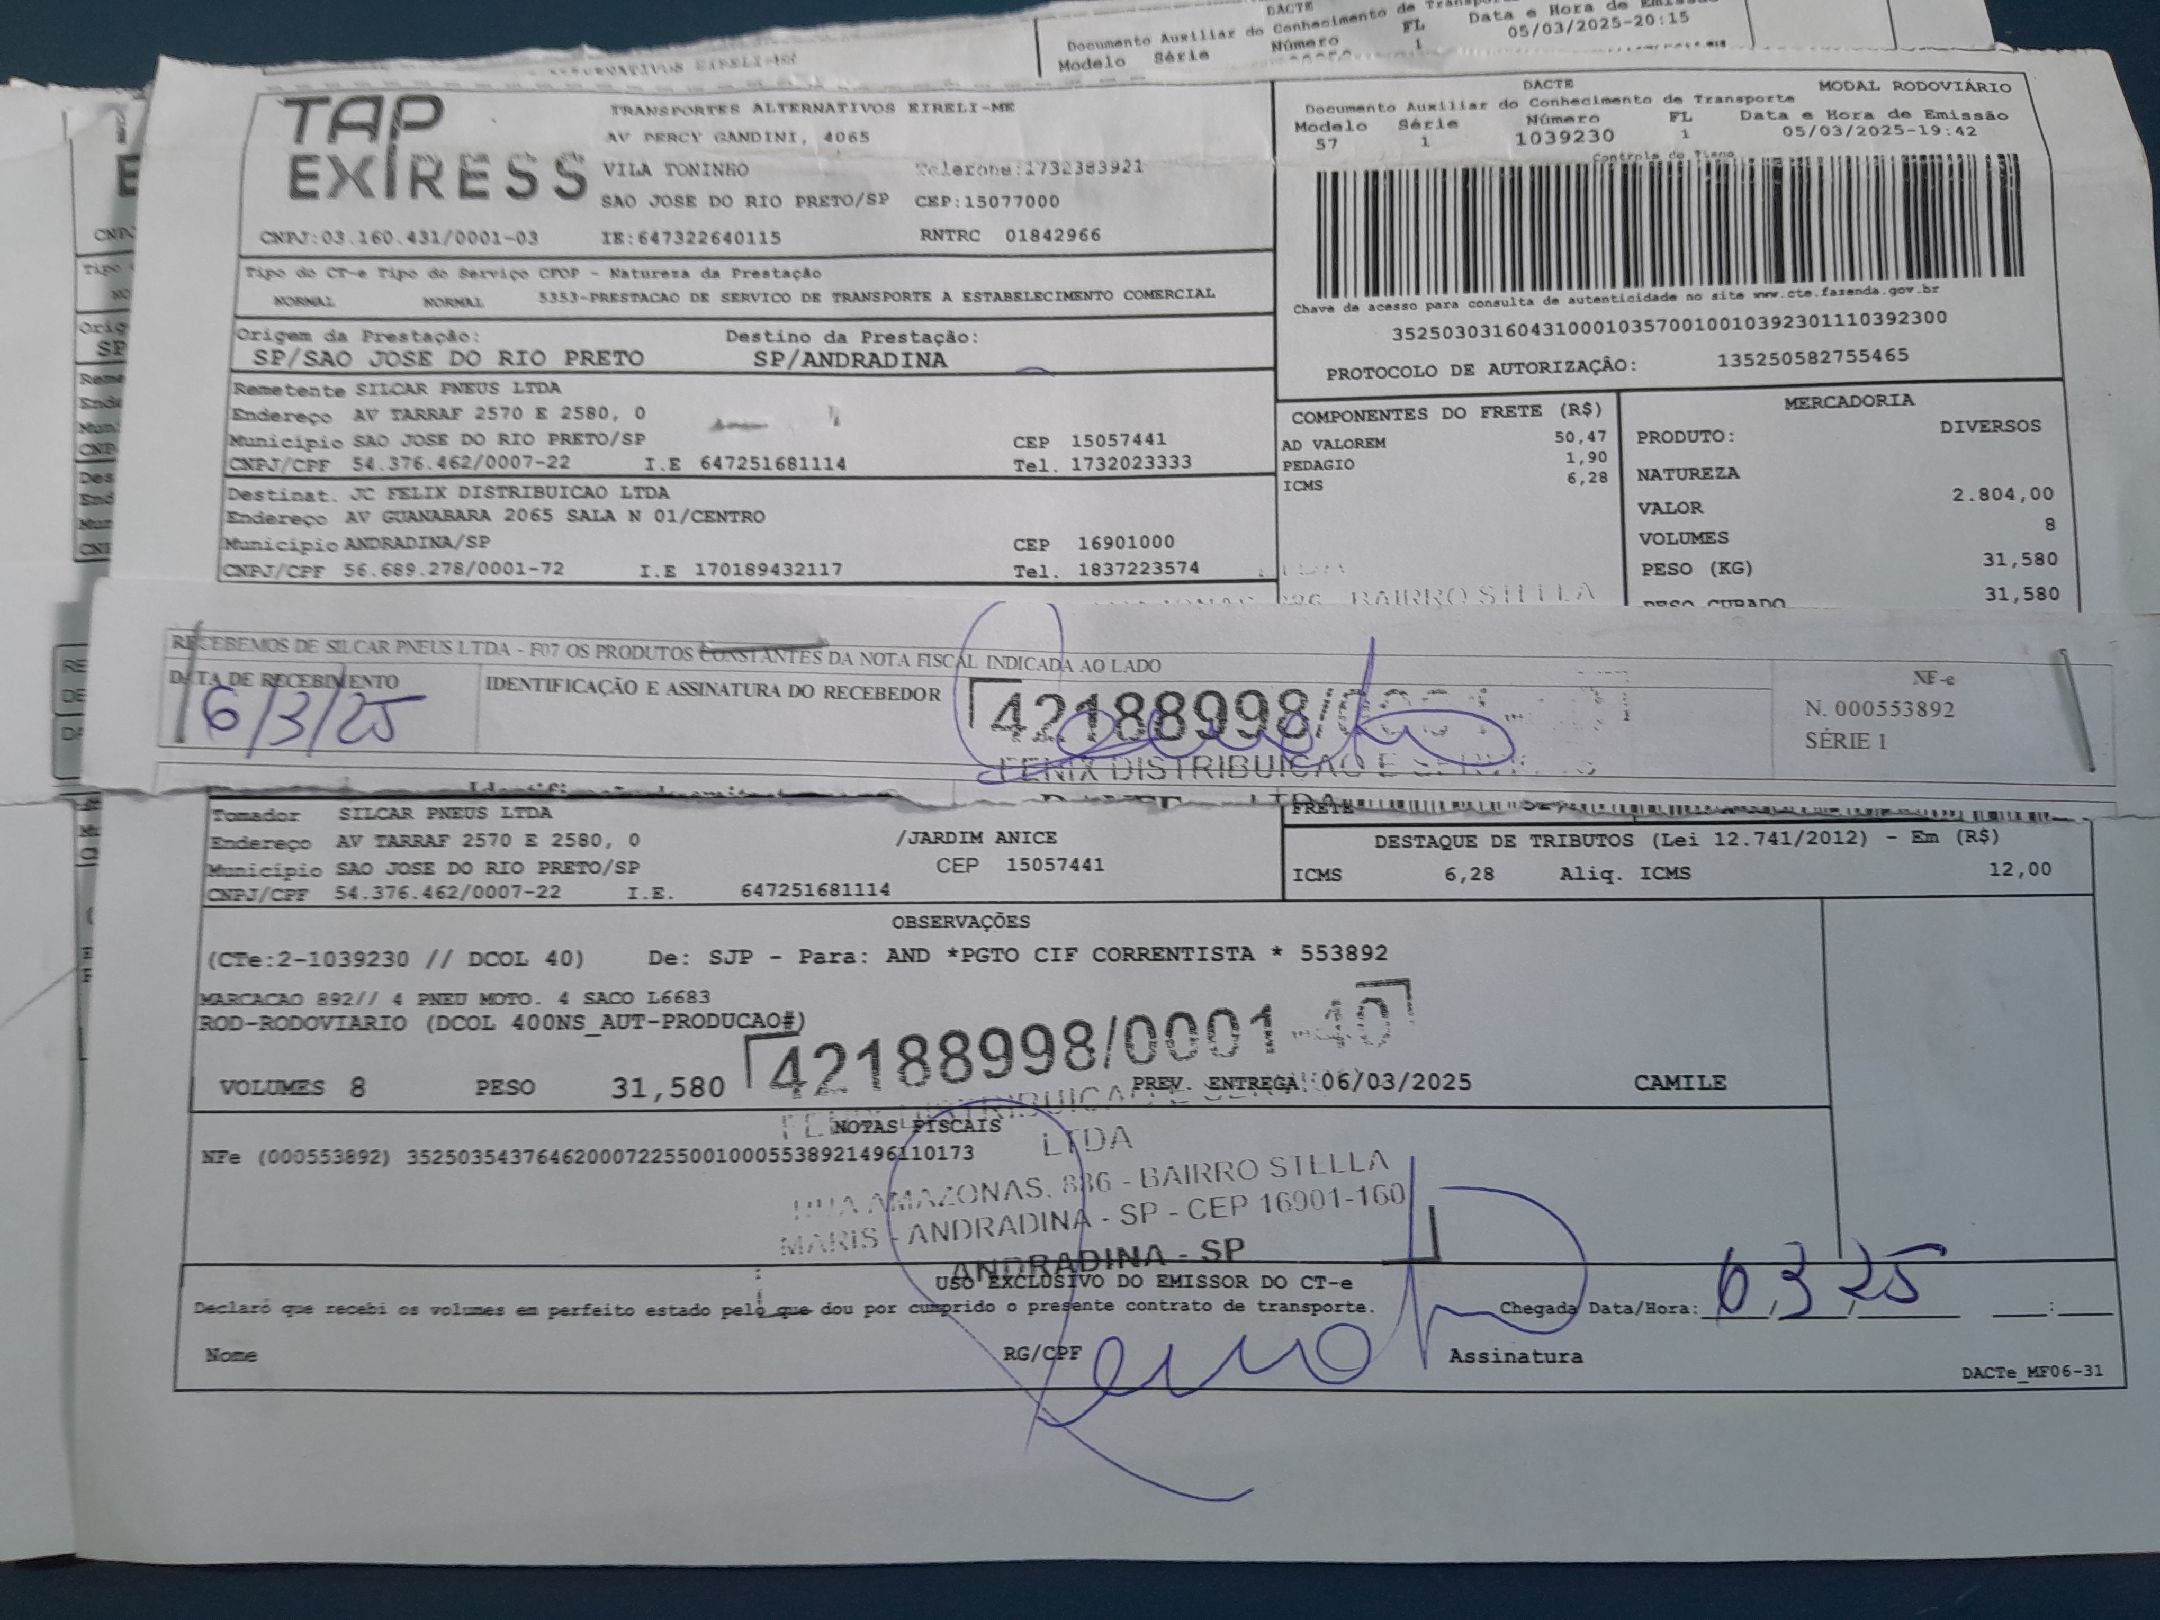 DACTE
Documento Auxiliar do Conhecimento de
Modelo Série Número FL Data e Hora de
1 05/03/2025-20:15
TAP EXPRESS
TRANSPORTES ALTERNATIVOS EIRELI-ME
AV PERCY GANDINI, 4065
VILA TONINHO Telefone:1732383921
SAO JOSE DO RIO PRETO/SP CEP:15077000
CNPJ:03.160.431/0001-03 IE:647322640115 RNTRC 01842966
DACTE MODAL RODOVIÁRIO
Documento Auxiliar do Conhecimento de Transporte
Modelo Série Número FL Data e Hora de Emissão
57 1 1039230 1 05/03/2025-19:42
Controle do Fisco
Chave de acesso para consulta de autenticidade no site www.cte.fazenda.gov.br
35250303160431000103570010010392301110392300
PROTOCOLO DE AUTORIZAÇÃO: 135250582755465
Tipo do CT-e Tipo do Serviço CFOP - Natureza da Prestação
NORMAL NORMAL 5353-PRESTACAO DE SERVICO DE TRANSPORTE A ESTABELECIMENTO COMERCIAL
Origem da Prestação: Destino da Prestação:
SP/SAO JOSE DO RIO PRETO SP/ANDRADINA
Remetente SILCAR PNEUS LTDA
Endereço AV TARRAF 2570 E 2580, 0
Município SAO JOSE DO RIO PRETO/SP CEP 15057441
CNPJ/CPF 54.376.462/0007-22 I.E 647251681114 Tel. 1732023333
Destinat. JC FELIX DISTRIBUICAO LTDA
Endereço AV GUANABARA 2065 SALA N 01/CENTRO
Município ANDRADINA/SP CEP 16901000
CNPJ/CPF 56.689.278/0001-72 I.E 170189432117 Tel. 1837223574
COMPONENTES DO FRETE (R$)
AD VALOREM 50,47
PEDAGIO 1,90
ICMS 6,28
MERCADORIA
PRODUTO: DIVERSOS
NATUREZA
VALOR 2.804,00
VOLUMES 8
PESO (KG) 31,580
PESO CUBADO 31,580
BAIRRO STELLA
RECEBEMOS DE SILCAR PNEUS LTDA - F07 OS PRODUTOS CONSTANTES DA NOTA FISCAL INDICADA AO LADO
DATA DE RECEBIMENTO IDENTIFICAÇÃO E ASSINATURA DO RECEBEDOR
6/3/25
42188998
FENIX DISTRIBUICAO E
LTDA
NF-e
N. 000553892
SÉRIE 1
Tomador SILCAR PNEUS LTDA
Endereço AV TARRAF 2570 E 2580, 0 /JARDIM ANICE
Município SAO JOSE DO RIO PRETO/SP CEP 15057441
CNPJ/CPF 54.376.462/0007-22 I.E. 647251681114
FRETE
DESTAQUE DE TRIBUTOS (Lei 12.741/2012) - Em (R$)
ICMS 6,28 Aliq. ICMS 12,00
OBSERVAÇÕES
(CTe:2-1039230 // DCOL 40) De: SJP - Para: AND *PGTO CIF CORRENTISTA * 553892
MARCACAO 892// 4 PNEU MOTO. 4 SACO L6683
ROD-RODOVIARIO (DCOL 400NS_AUT-PRODUCAO#)
42188998/0001-40
VOLUMES 8 PESO 31,580 PREV. ENTREGA: 06/03/2025 CAMILE
NOTAS FISCAIS
NFe (000553892) 35250354376462000722550010005538921496110173
LTDA
RUA AMAZONAS, 886 - BAIRRO STELLA
MARIS - ANDRADINA - SP - CEP 16901-160
ANDRADINA - SP
USO EXCLUSIVO DO EMISSOR DO CT-e
Declaro que recebi os volumes em perfeito estado pelo que dou por cumprido o presente contrato de transporte. Chegada Data/Hora: 6/3/25 __:__
Nome RG/CPF Assinatura
DACTe_MF06-31